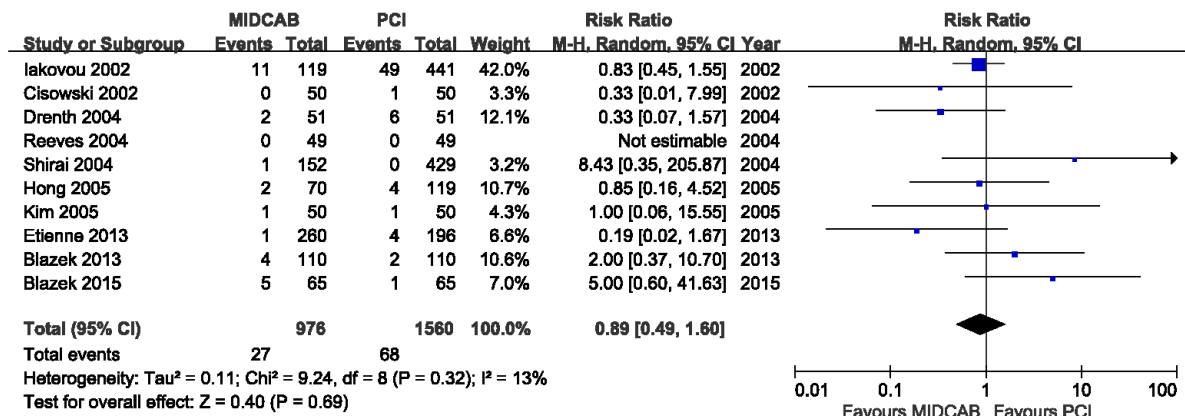 MIDCAB PCI Risk Ratio Risk Ratio
Study or Subgroup Events Total Events Total Weight M-H, Random, 95% CI Year M-H, Random, 95% CI
Iakovou 2002 11 119 49 441 42.0% 0.83 [0.45, 1.55] 2002
Cisowski 2002 0 50 1 50 3.3% 0.33 [0.01, 7.99] 2002
Drenth 2004 2 51 6 51 12.1% 0.33 [0.07, 1.57] 2004
Reeves 2004 0 49 0 49 Not estimable 2004
Shirai 2004 1 152 0 429 3.2% 8.43 [0.35, 205.87] 2004
Hong 2005 2 70 4 119 10.7% 0.85 [0.16, 4.52] 2005
Kim 2005 1 50 1 50 4.3% 1.00 [0.06, 15.55] 2005
Etienne 2013 1 260 4 196 6.6% 0.19 [0.02, 1.67] 2013
Blazek 2013 4 110 2 110 10.6% 2.00 [0.37, 10.70] 2013
Blazek 2015 5 65 1 65 7.0% 5.00 [0.60, 41.63] 2015
Total (95% CI) 976 1560 100.0% 0.89 [0.49, 1.60]
Total events 27 68
Heterogeneity: Tau² = 0.11; Chi² = 9.24, df = 8 (P = 0.32); I² = 13%
Test for overall effect: Z = 0.40 (P = 0.69)
0.01 0.1 1 10 100
Favours MIDCAB Favours PCI